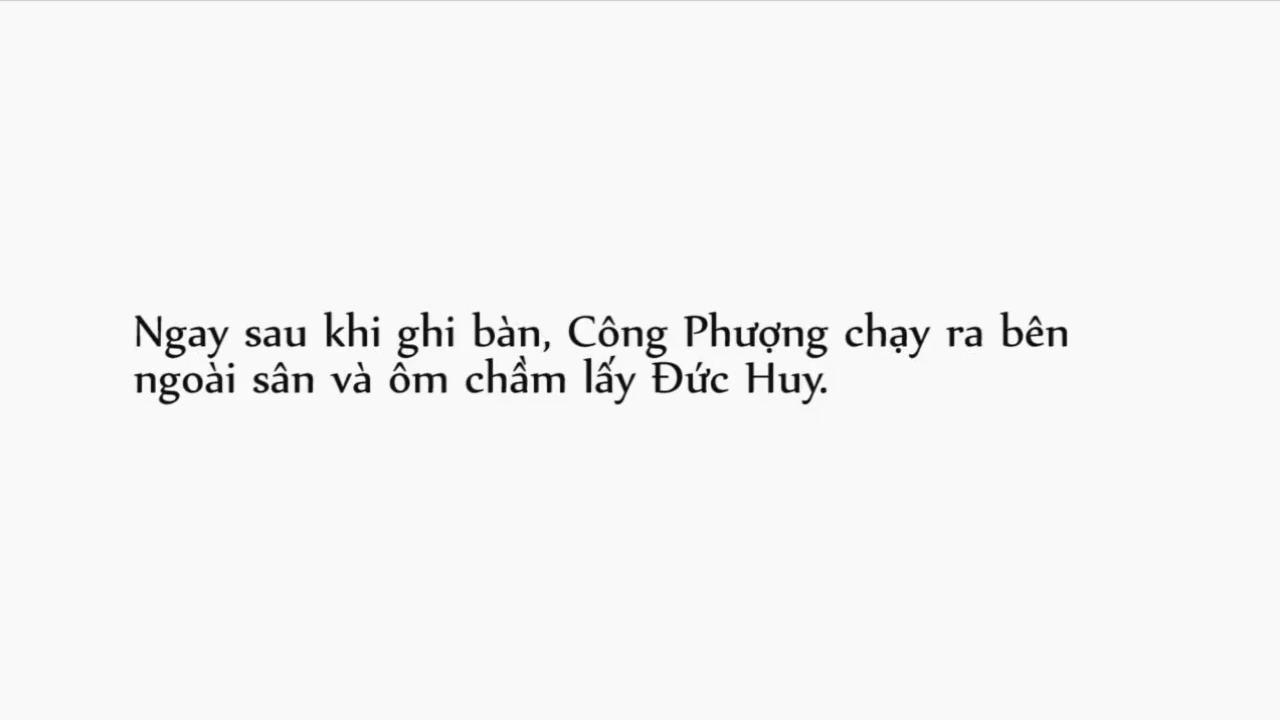 Ngay sau khi ghi bàn, Công Phượng chạy ra bên
ngoài sân và ôm chầm lấy Đức Huy.